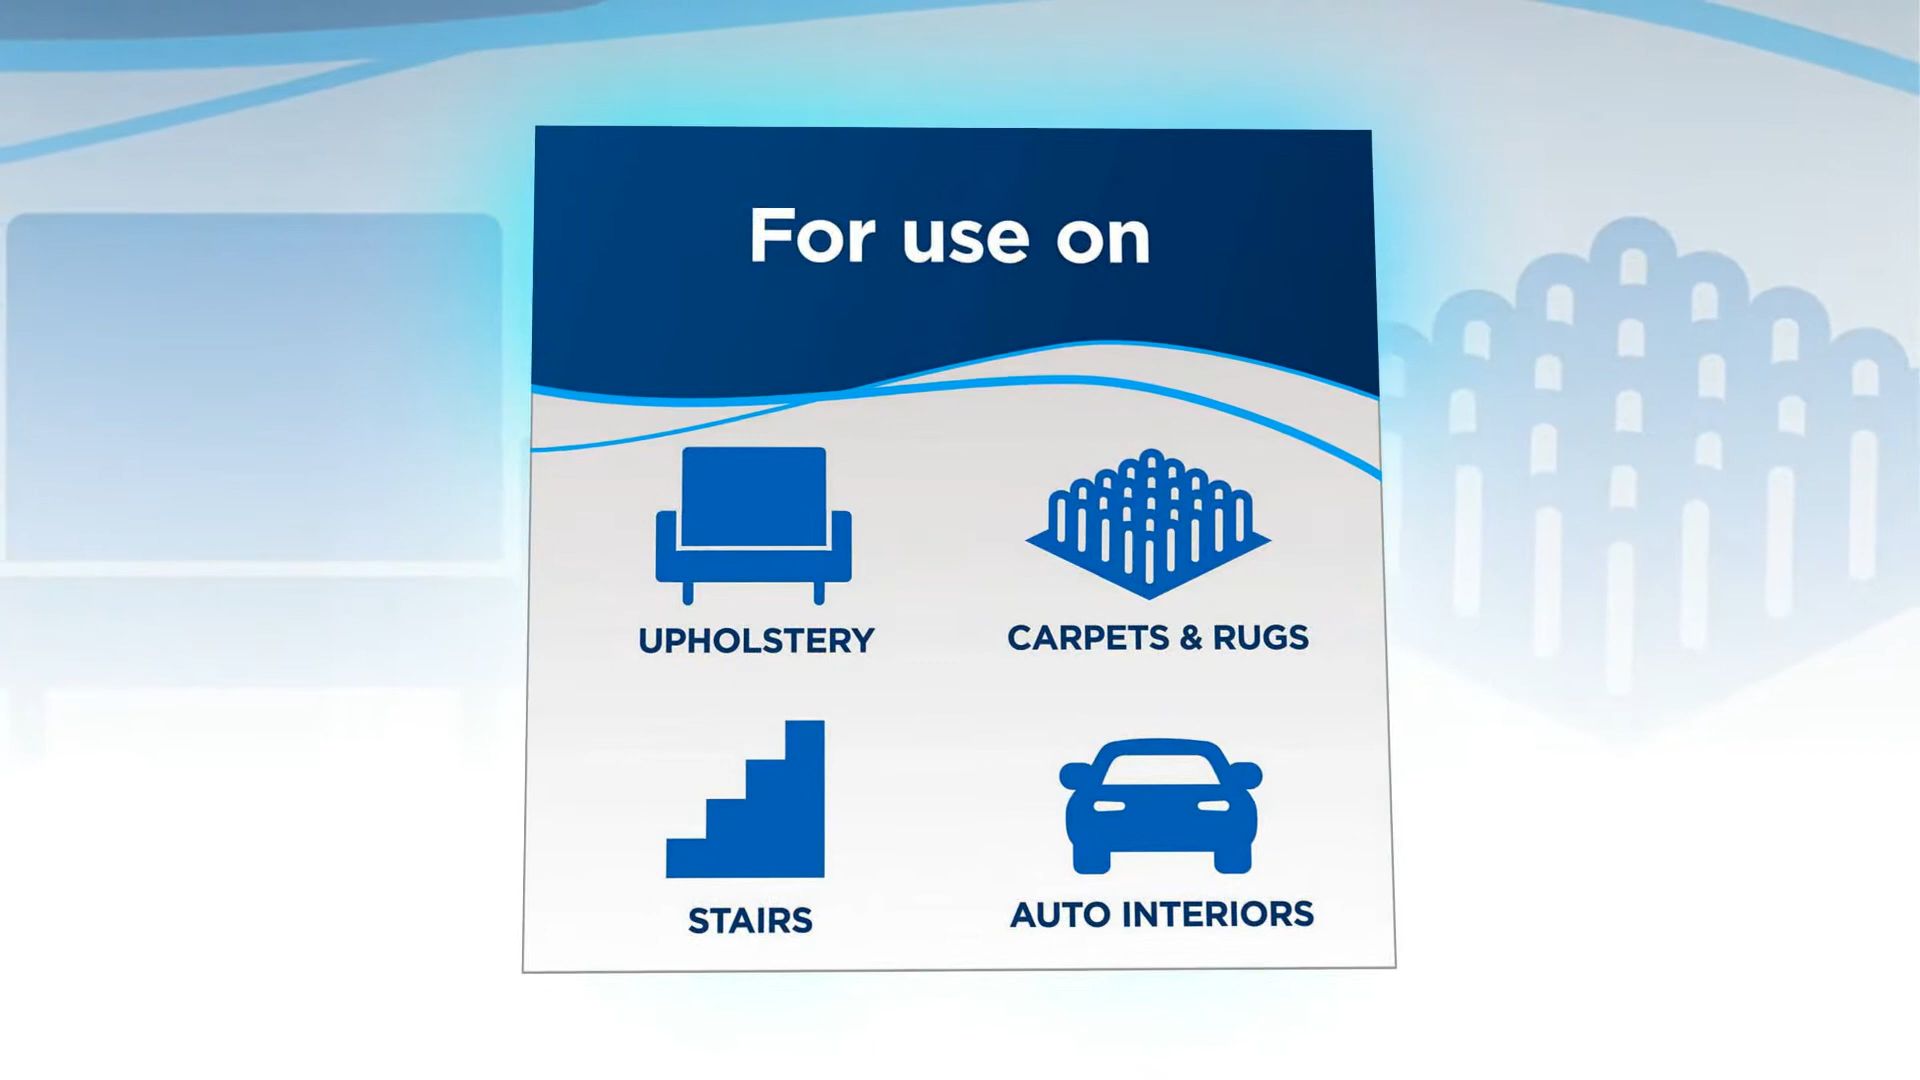 For use on
UPHOLSTERY
CARPETS & RUGS
STAIRS
AUTO INTERIORS